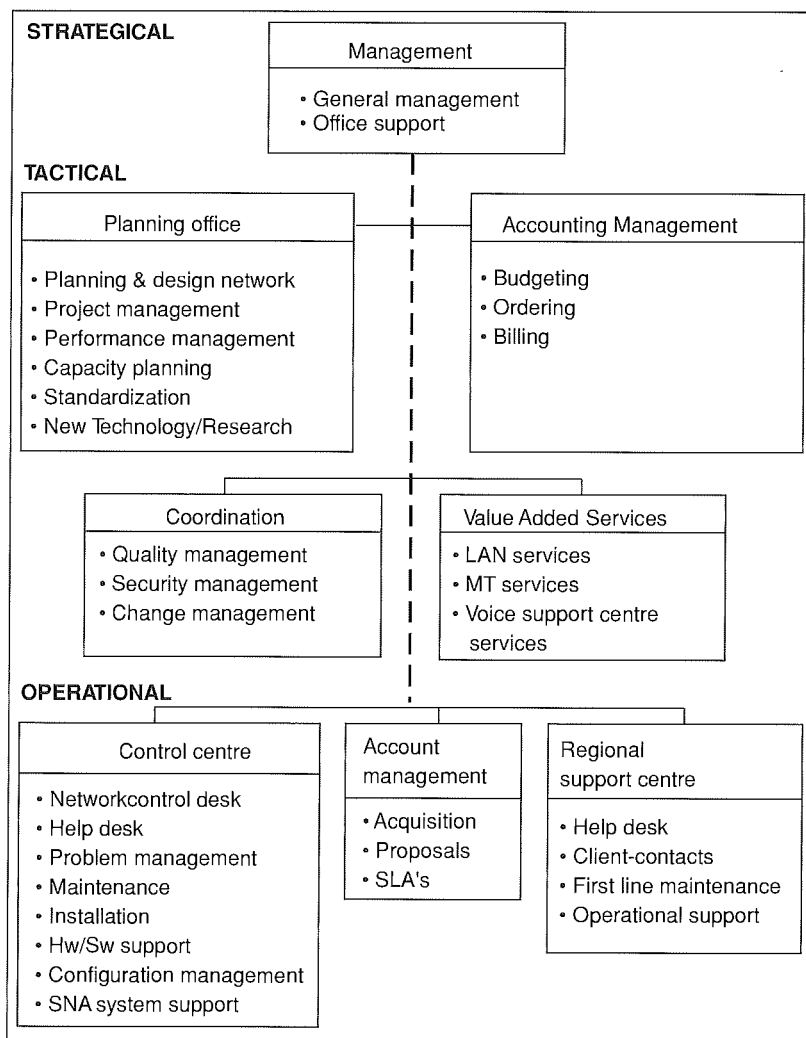 STRATEGICAL
Management
• General management
• Office support
TACTICAL
Planning office
• Planning & design network
• Project management
• Performance management
• Capacity planning
• Standardization
• New Technology/Research
Accounting Management
• Budgeting
• Ordering
• Billing
Coordination
• Quality management
• Security management
• Change management
Value Added Services
• LAN services
• MT services
• Voice support centre
services
OPERATIONAL
Control centre
• Networkcontrol desk
• Help desk
• Problem management
• Maintenance
• Installation
• Hw/Sw support
• Configuration management
• SNA system support
Account
management
• Acquisition
• Proposals
• SLA's
Regional
support centre
• Help desk
• Client-contacts
• First line maintenance
• Operational support